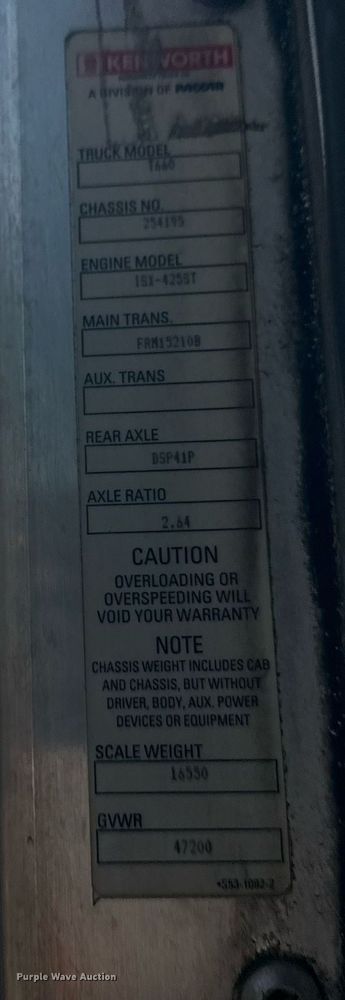 KENWORTH
A DIVISION OF PACCAR
TRUCK MODEL
T660
CHASSIS NO.
254195
ENGINE MODEL
ISX-425ST
MAIN TRANS.
FRM15210B
AUX. TRANS
REAR AXLE
DSP41P
AXLE RATIO
2.64
CAUTION
OVERLOADING OR
OVERSPEEDING WILL
VOID YOUR WARRANTY
NOTE
CHASSIS WEIGHT INCLUDES CAB
AND CHASSIS, BUT WITHOUT
DRIVER, BODY, AUX. POWER
DEVICES OR EQUIPMENT
SCALE WEIGHT
16550
GVWR
47200
Purple Wave Auction